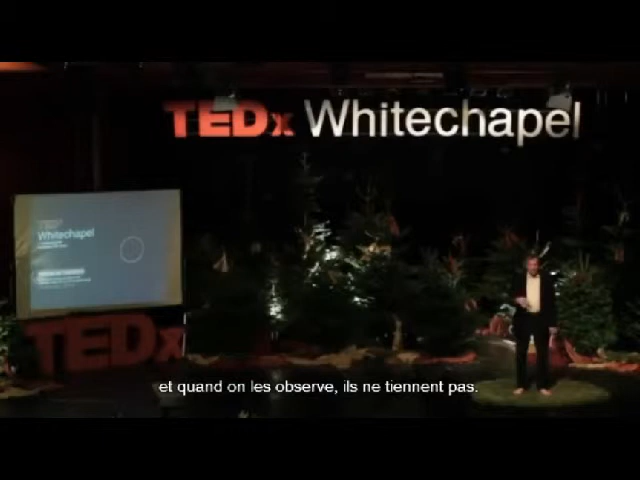 TEDx Whitechapel
Whitechapel
TEDx
et quand on les observe, ils ne tiennent pas.